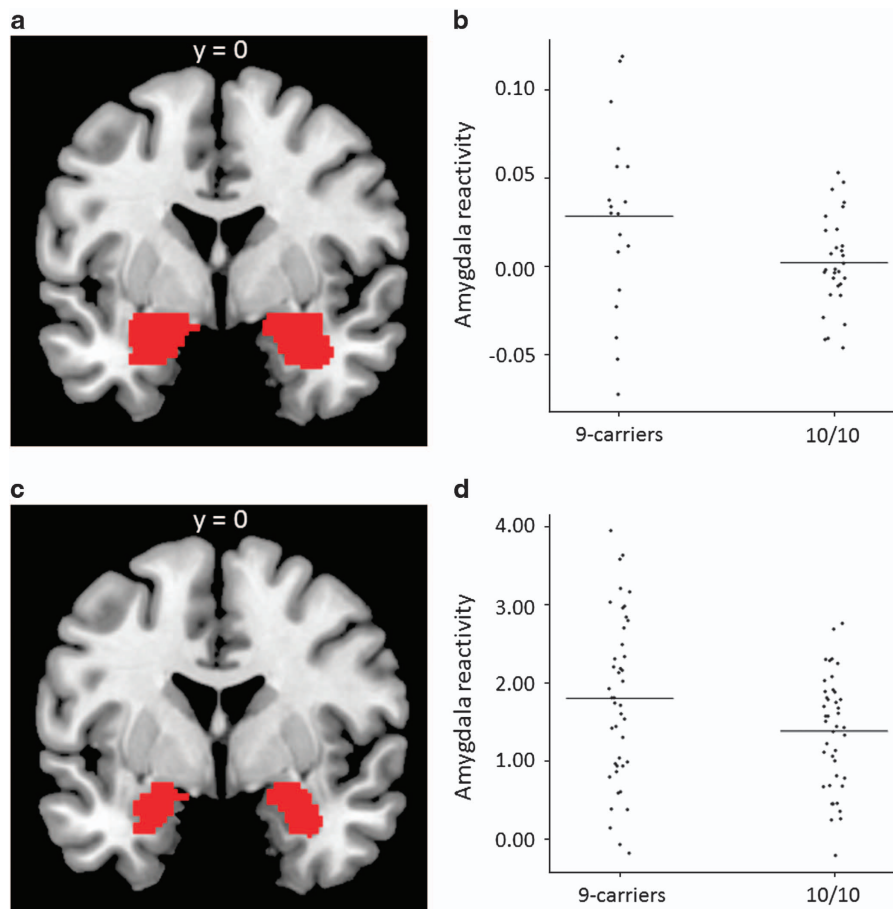 a
y = 0
b
Amygdala reactivity
0.10
0.05
0.00
-0.05
9-carriers 10/10
c
y = 0
d
Amygdala reactivity
4.00
3.00
2.00
1.00
0.00
9-carriers 10/10